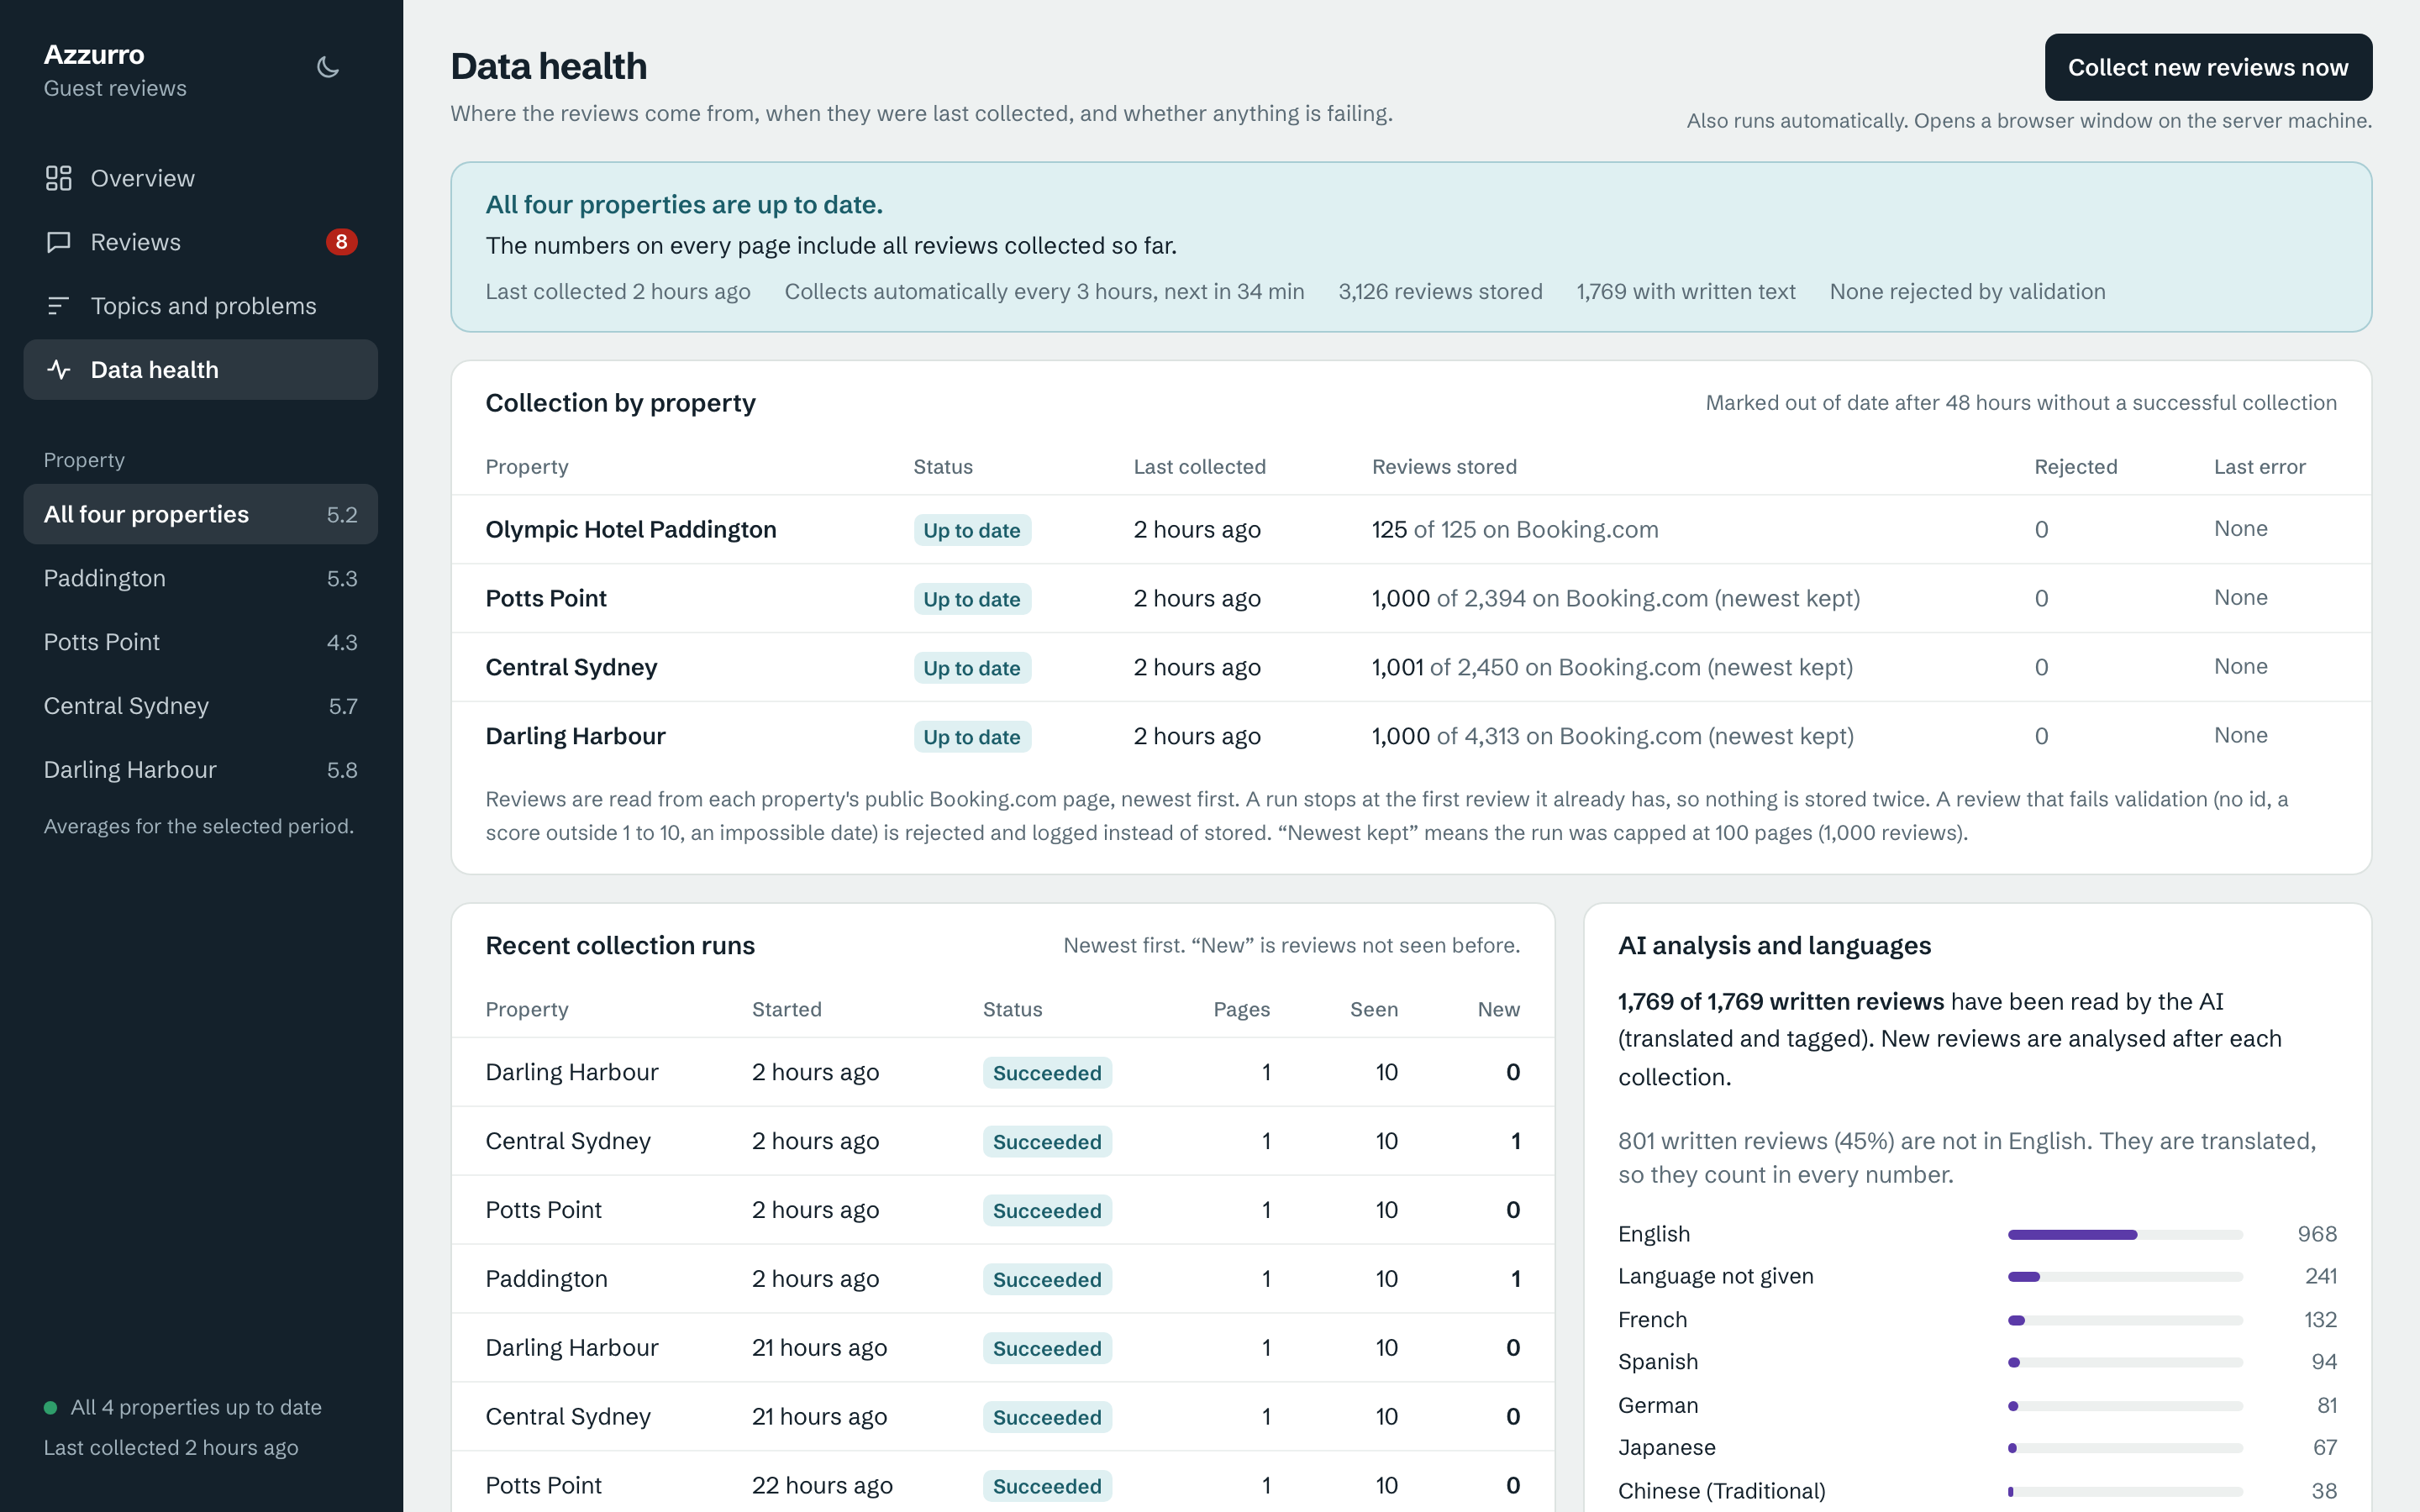 Azzurro
Guest reviews
Overview
Reviews 8
Topics and problems
Data health
Property
All four properties 5.2
Paddington 5.3
Potts Point 4.3
Central Sydney 5.7
Darling Harbour 5.8
Averages for the selected period.
All 4 properties up to date
Last collected 2 hours ago
Data health
Where the reviews come from, when they were last collected, and whether anything is failing.
Collect new reviews now
Also runs automatically. Opens a browser window on the server machine.
All four properties are up to date.
The numbers on every page include all reviews collected so far.
Last collected 2 hours ago Collects automatically every 3 hours, next in 34 min 3,126 reviews stored 1,769 with written text None rejected by validation
Collection by property Marked out of date after 48 hours without a successful collection
Property Status Last collected Reviews stored Rejected Last error
Olympic Hotel Paddington Up to date 2 hours ago 125 of 125 on Booking.com 0 None
Potts Point Up to date 2 hours ago 1,000 of 2,394 on Booking.com (newest kept) 0 None
Central Sydney Up to date 2 hours ago 1,001 of 2,450 on Booking.com (newest kept) 0 None
Darling Harbour Up to date 2 hours ago 1,000 of 4,313 on Booking.com (newest kept) 0 None
Reviews are read from each property's public Booking.com page, newest first. A run stops at the first review it already has, so nothing is stored twice. A review that fails validation (no id, a
score outside 1 to 10, an impossible date) is rejected and logged instead of stored. “Newest kept” means the run was capped at 100 pages (1,000 reviews).
Recent collection runs Newest first. “New” is reviews not seen before.
Property Started Status Pages Seen New
Darling Harbour 2 hours ago Succeeded 1 10 0
Central Sydney 2 hours ago Succeeded 1 10 1
Potts Point 2 hours ago Succeeded 1 10 0
Paddington 2 hours ago Succeeded 1 10 1
Darling Harbour 21 hours ago Succeeded 1 10 0
Central Sydney 21 hours ago Succeeded 1 10 0
Potts Point 22 hours ago Succeeded 1 10 0
AI analysis and languages
1,769 of 1,769 written reviews have been read by the AI
(translated and tagged). New reviews are analysed after each
collection.
801 written reviews (45%) are not in English. They are translated,
so they count in every number.
English 968
Language not given 241
French 132
Spanish 94
German 81
Japanese 67
Chinese (Traditional) 38